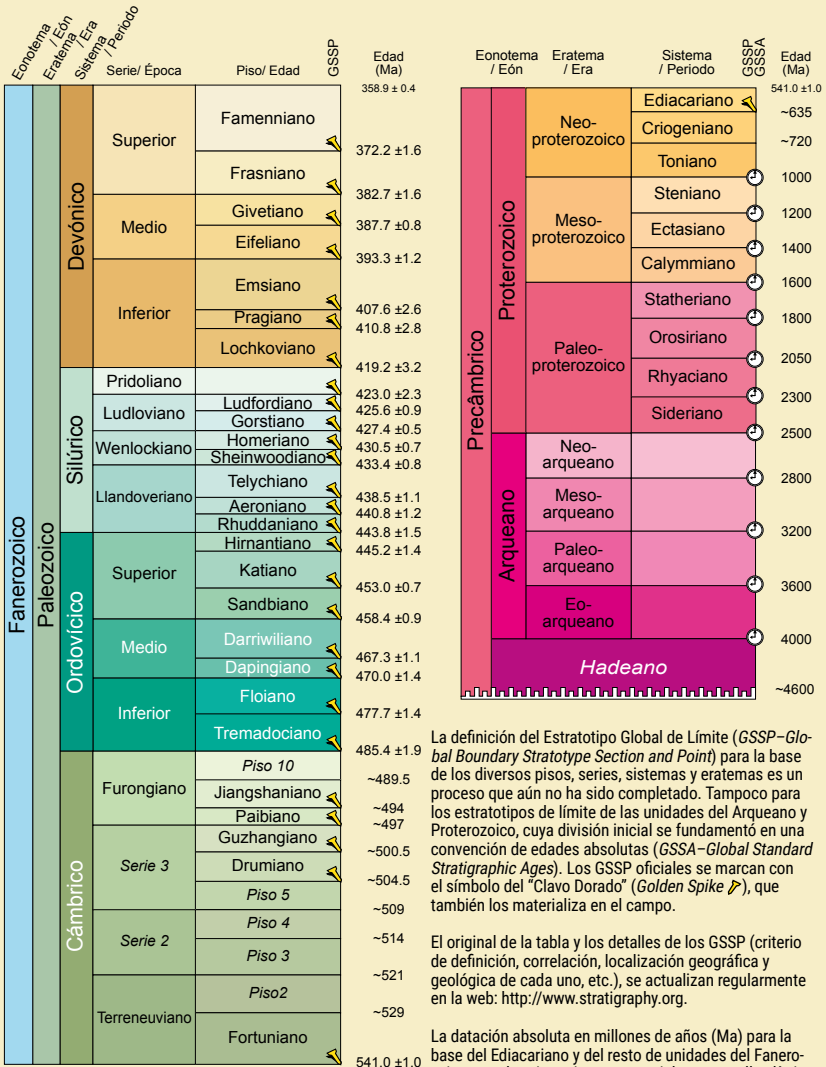 Eonotema / Eón
Eratema / Era
Sistema / Periodo
Serie/ Época
Piso/ Edad
GSSP
Edad
(Ma)
358.9 ± 0.4
Fanerozoico
Paleozoico
Devónico
Superior
Famenniano
372.2 ±1.6
Frasniano
382.7 ±1.6
Medio
Givetiano
387.7 ±0.8
Eifeliano
393.3 ±1.2
Inferior
Emsiano
407.6 ±2.6
Pragiano
410.8 ±2.8
Lochkoviano
419.2 ±3.2
Silúrico
Pridoliano
423.0 ±2.3
Ludloviano
Ludfordiano
425.6 ±0.9
Gorstiano
427.4 ±0.5
Wenlockiano
Homeriano
430.5 ±0.7
Sheinwoodiano
433.4 ±0.8
Llandoveriano
Telychiano
438.5 ±1.1
Aeroniano
440.8 ±1.2
Rhuddaniano
443.8 ±1.5
Ordovícico
Superior
Hirnantiano
445.2 ±1.4
Katiano
453.0 ±0.7
Sandbiano
458.4 ±0.9
Medio
Darriwiliano
467.3 ±1.1
Dapingiano
470.0 ±1.4
Inferior
Floiano
477.7 ±1.4
Tremadociano
485.4 ±1.9
Cámbrico
Furongiano
Piso 10
~489.5
Jiangshaniano
~494
Paibiano
~497
Serie 3
Guzhangiano
~500.5
Drumiano
~504.5
Piso 5
~509
Serie 2
Piso 4
~514
Piso 3
~521
Terreneuviano
Piso2
~529
Fortuniano
541.0 ±1.0
Eonotema
/ Eón
Eratema
/ Era
Sistema
/ Periodo
GSSP
GSSA
Edad
(Ma)
541.0 ±1.0
Precâmbrico
Proterozoico
Neo-
proterozoico
Ediacariano
~635
Criogeniano
~720
Toniano
1000
Meso-
proterozoico
Steniano
1200
Ectasiano
1400
Calymmiano
1600
Paleo-
proterozoico
Statheriano
1800
Orosiriano
2050
Rhyaciano
2300
Sideriano
2500
Arqueano
Neo-
arqueano
2800
Meso-
arqueano
3200
Paleo-
arqueano
3600
Eo-
arqueano
4000
Hadeano
~4600
La definición del Estratotipo Global de Límite (GSSP–Glo-
bal Boundary Stratotype Section and Point) para la base
de los diversos pisos, series, sistemas y eratemas es un
proceso que aún no ha sido completado. Tampoco para
los estratotipos de límite de las unidades del Arqueano y
Proterozoico, cuya división inicial se fundamentó en una
convención de edades absolutas (GSSA–Global Standard
Stratigraphic Ages). Los GSSP oficiales se marcan con
el símbolo del "Clavo Dorado" (Golden Spike ), que
también los materializa en el campo.
El original de la tabla y los detalles de los GSSP (criterio
de definición, correlación, localización geográfica y
geológica de cada uno, etc.), se actualizan regularmente
en la web: http://www.stratigraphy.org.
La datación absoluta en millones de años (Ma) para la
base del Ediacariano y del resto de unidades del Fanero-